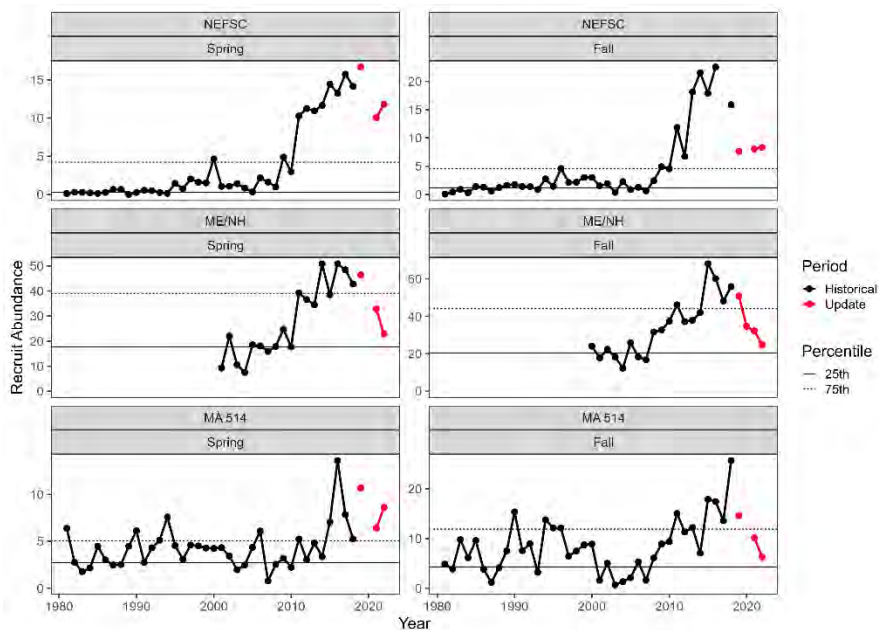 NEFSC
NEFSC
Spring
Fall
15
10
5
0
20
15
10
5
0
ME/NH
ME/NH
Spring
Fall
50
40
30
20
10
0
60
40
20
0
MA 514
MA 514
Spring
Fall
10
5
0
20
10
0
1980 1990 2000 2010 2020
1980 1990 2000 2010 2020
Year
Recruit Abundance
Period
Historical
Update
Percentile
25th
75th